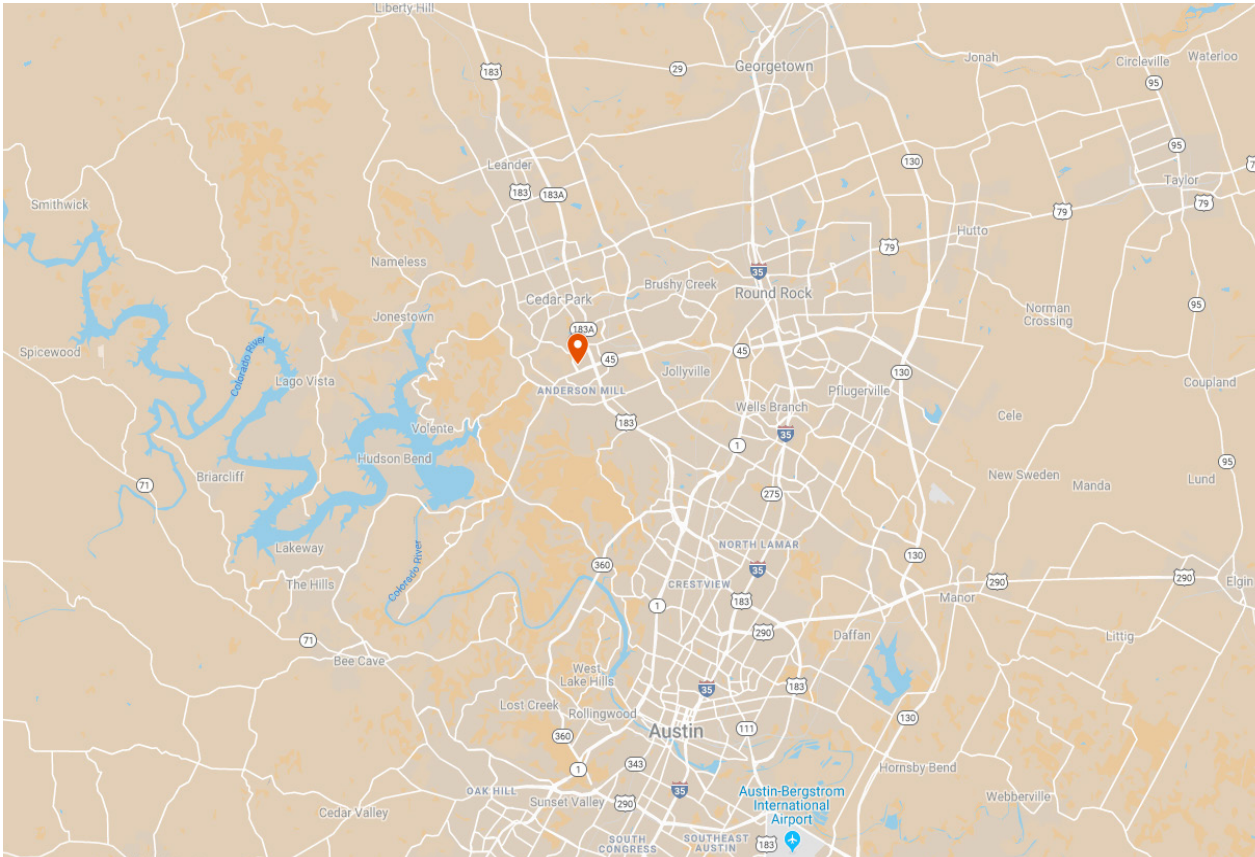 Liberty Hill
Georgetown
Jonah
Circleville
Waterloo
183
29
95
Leander
130
95
183
183A
Taylor
79
79
Smithwick
Hutto
79
Nameless
35
Brushy Creek
Cedar Park
Round Rock
95
Norman
Crossing
Jonestown
183A
Spicewood
Colorado River
45
45
Jollyville
130
Lago Vista
ANDERSON MILL
Pflugerville
Coupland
Wells Branch
Cele
Volente
183
35
1
Hudson Bend
95
Briarcliff
71
New Sweden
Manda
Lund
275
Lakeway
NORTH LAMAR
130
Colorado River
360
35
The Hills
CRESTVIEW
290
290
Elgin
1
183
Manor
71
290
Daffan
Littig
Bee Cave
West
Lake Hills
35
183
Lost Creek
Rollingwood
130
Austin
111
360
1
343
Hornsby Bend
OAK HILL
35
Austin-Bergstrom
International
Airport
Sunset Valley
290
Webberville
Cedar Valley
SOUTH
CONGRESS
SOUTHEAST
AUSTIN
183